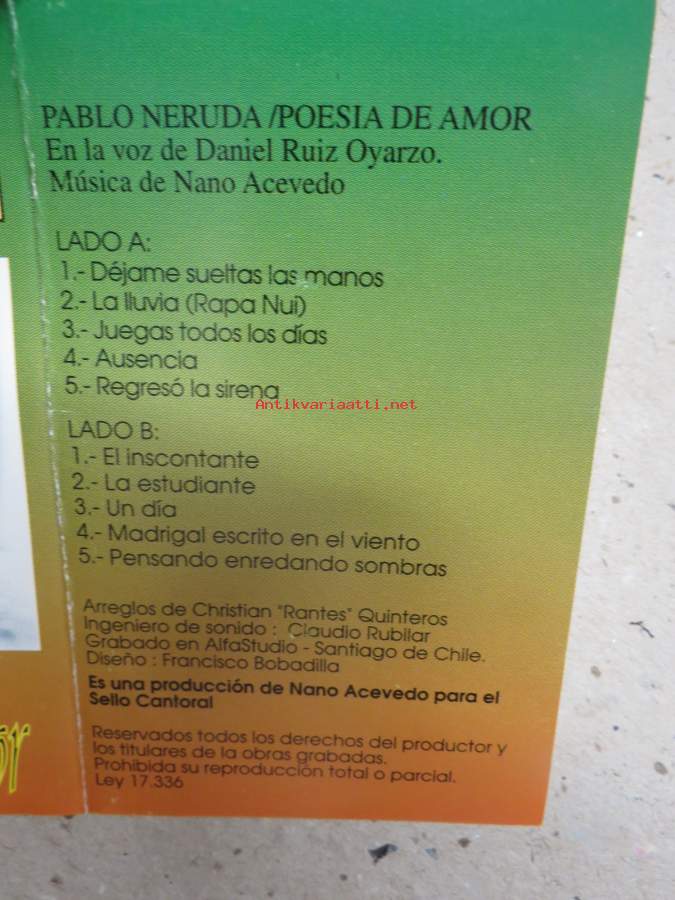 PABLO NERUDA /POESIA DE AMOR
En la voz de Daniel Ruiz Oyarzo.
Música de Nano Acevedo
LADO A:
1.- Déjame sueltas las manos
2.- La lluvia (Rapa Nui)
3.- Juegas todos los días
4.- Ausencia
5.- Regresó la sirena
Antikvariaatti.net
LADO B:
1.- El inscontante
2.- La estudiante
3.- Un día
4.- Madrigal escrito en el viento
5.- Pensando enredando sombras
Arreglos de Christian "Rantes" Quinteros
Ingeniero de sonido : Claudio Rubilar
Grabado en AlfaStudio - Santiago de Chile.
Diseño : Francisco Bobadilla
Es una producción de Nano Acevedo para el
Sello Cantoral
Reservados todos los derechos del productor y
los titulares de la obras grabadas.
Prohibida su reproducción total o parcial.
Ley 17.336